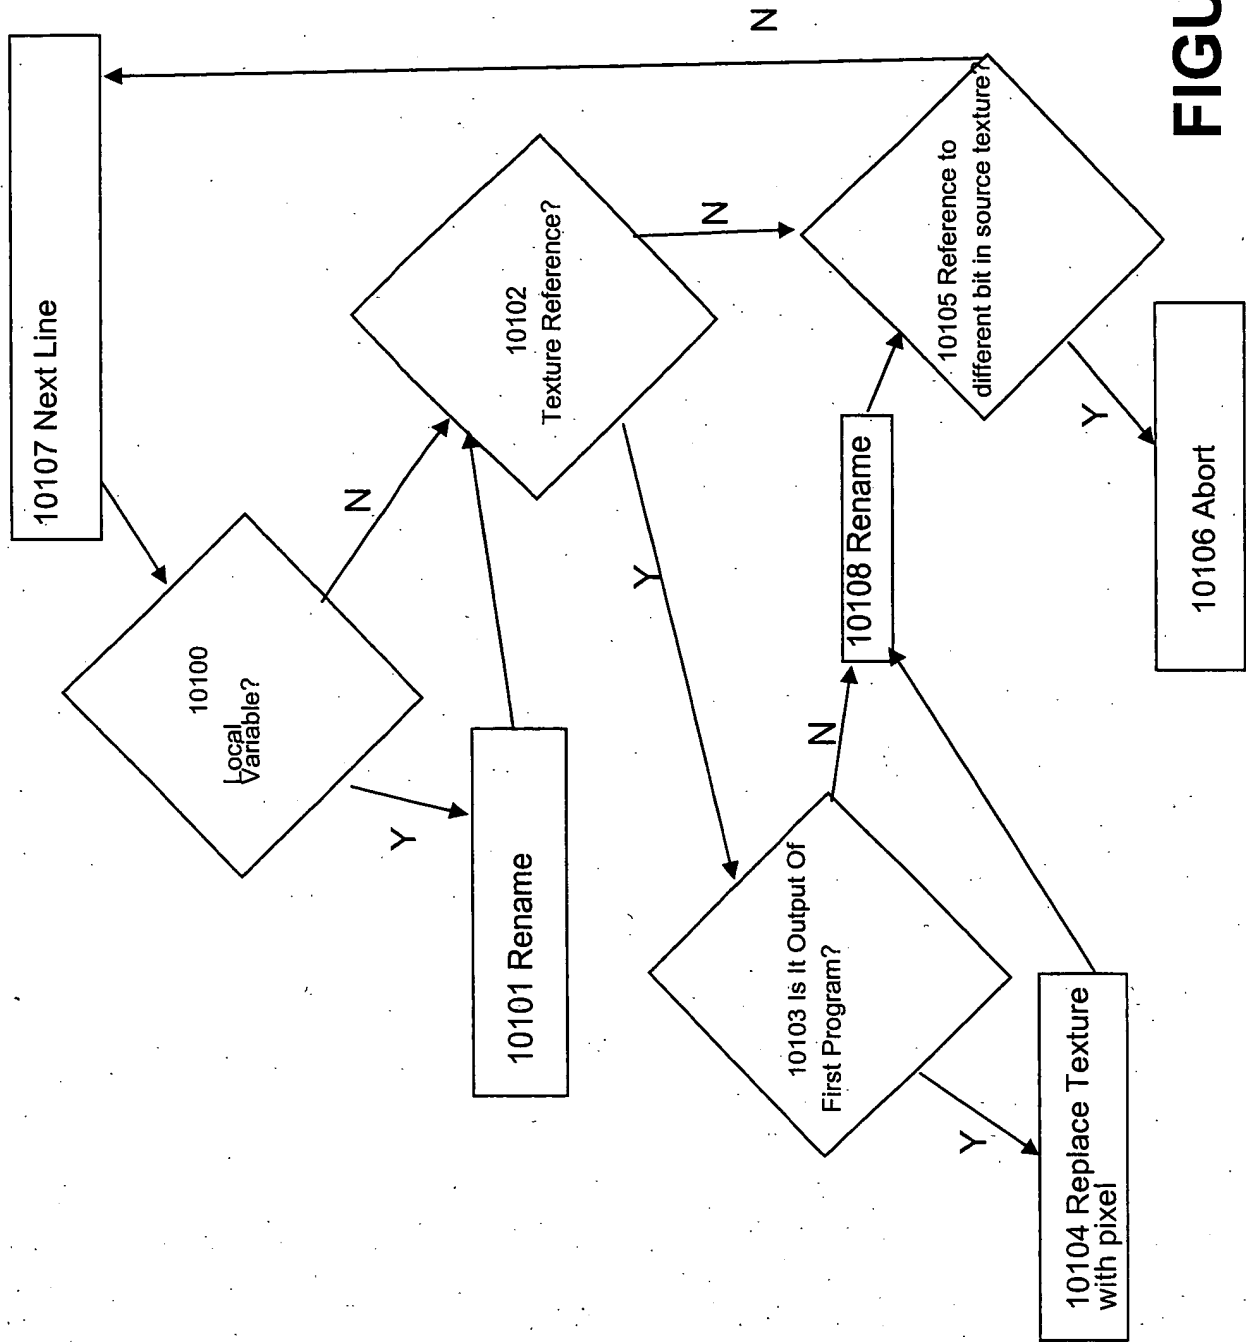 10107 Next Line
10100
Local
Variable?
N
Y
10101 Rename
10102
Texture Reference?
N
Y
10103 Is It Output Of
First Program?
N
Y
10104 Replace Texture
with pixel
10108 Rename
10105 Reference to
different bit in source texture?
N
Y
10106 Abort